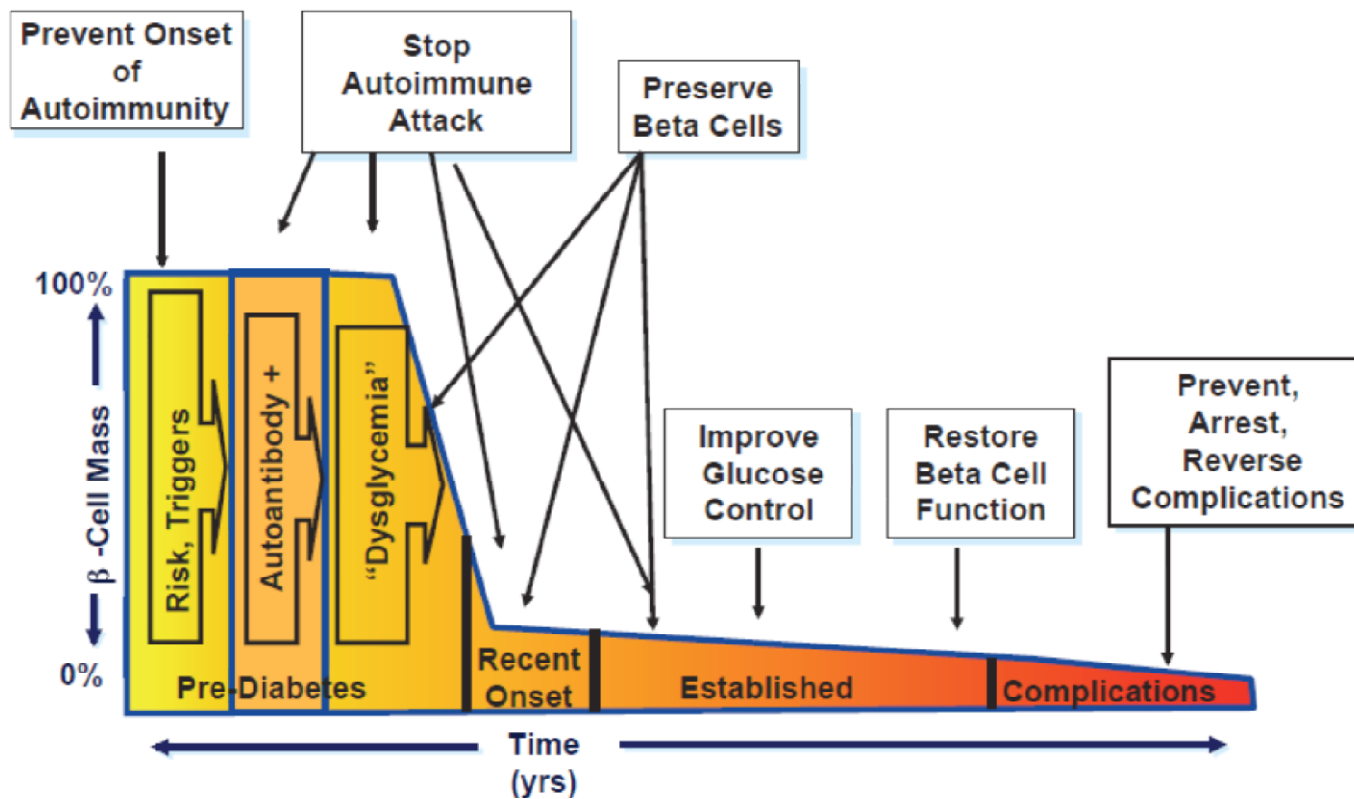 Prevent Onset
of
Autoimmunity
Stop
Autoimmune
Attack
Preserve
Beta Cells
100%
β -Cell Mass
0%
Risk, Triggers
Autoantibody +
“Dysglycemia”
Improve
Glucose
Control
Restore
Beta Cell
Function
Prevent,
Arrest,
Reverse
Complications
Pre-Diabetes
Recent
Onset
Established
Complications
Time
(yrs)